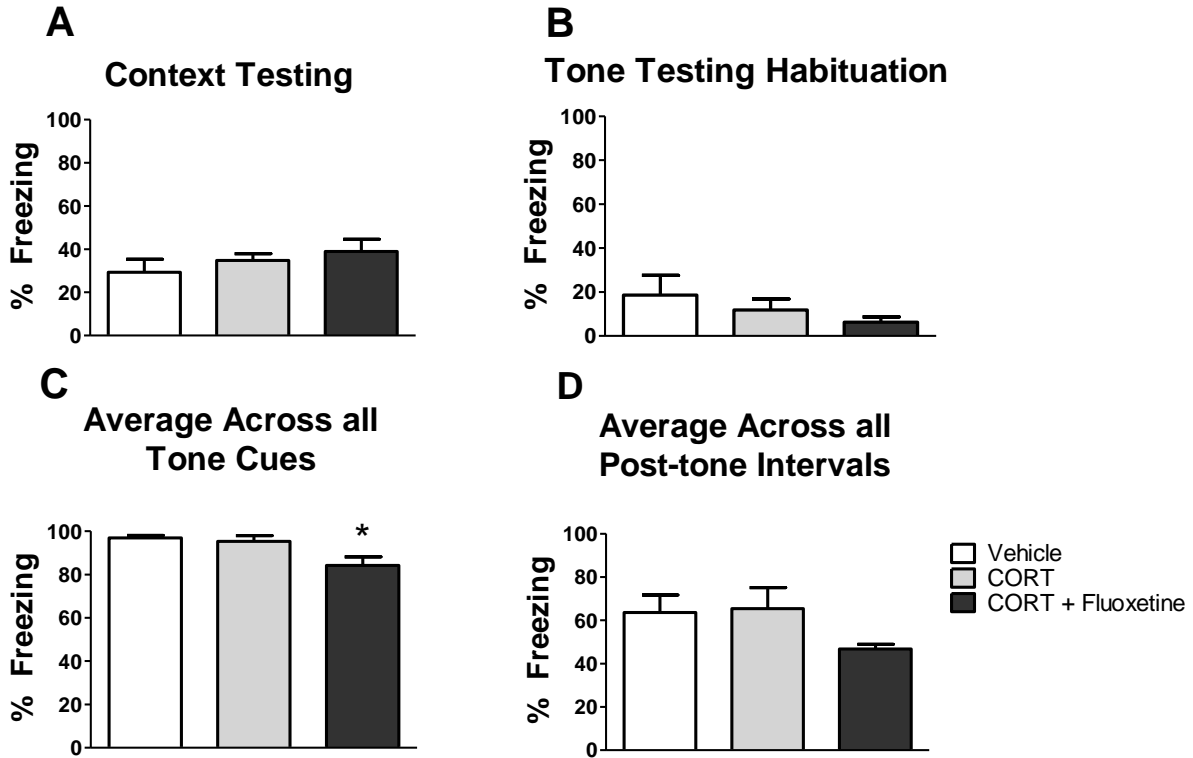 A
Context Testing
% Freezing
100
80
60
40
20
0
B
Tone Testing Habituation
% Freezing
100
80
60
40
20
0
C
Average Across all
Tone Cues
% Freezing
100
80
60
40
20
0
*
D
Average Across all
Post-tone Intervals
% Freezing
100
80
60
40
20
0
Vehicle
CORT
CORT + Fluoxetine